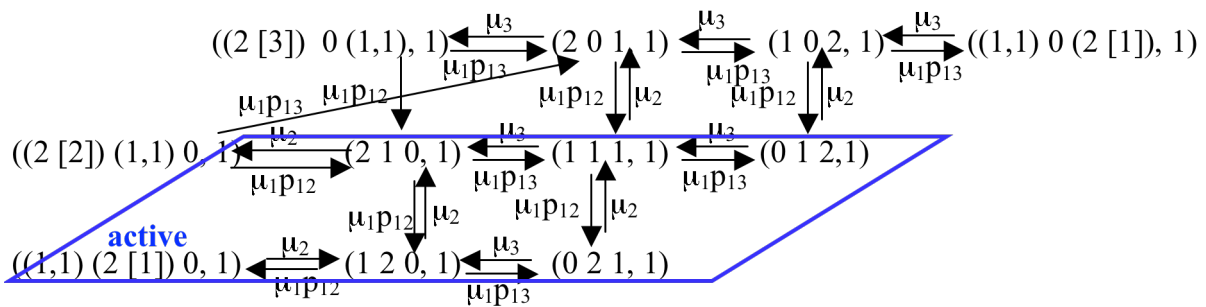 μ3 μ3 μ3
((2 [3]) 0 (1,1), 1) (2 0 1, 1) (1 0 2, 1) ((1,1) 0 (2 [1]), 1)
μ1p13 μ1p13 μ1p13
μ1p13 μ1p12 μ1p12 μ2 μ1p12 μ2
μ2 μ3 μ3
((2 [2]) (1,1) 0, 1) (2 1 0, 1) (1 1 1, 1) (0 1 2,1)
μ1p12 μ1p13 μ1p13
μ1p12 μ2 μ1p12 μ2
active
μ2 μ3
((1,1) (2 [1]) 0, 1) (1 2 0, 1) (0 2 1, 1)
μ1p12 μ1p13